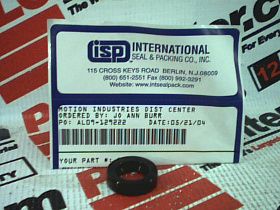 isp INTERNATIONAL
SEAL & PACKING CO., INC.
115 CROSS KEYS ROAD BERLIN, N.J. 08009
(800) 651-2551 Fax (800) 992-3291
Website: www.intsealpack.com
MOTION INDUSTRIES DIST CENTER
ORDERED BY: JO ANN BURR
PO: AL09-129222 DATE:05/21/04
YOUR PART #: